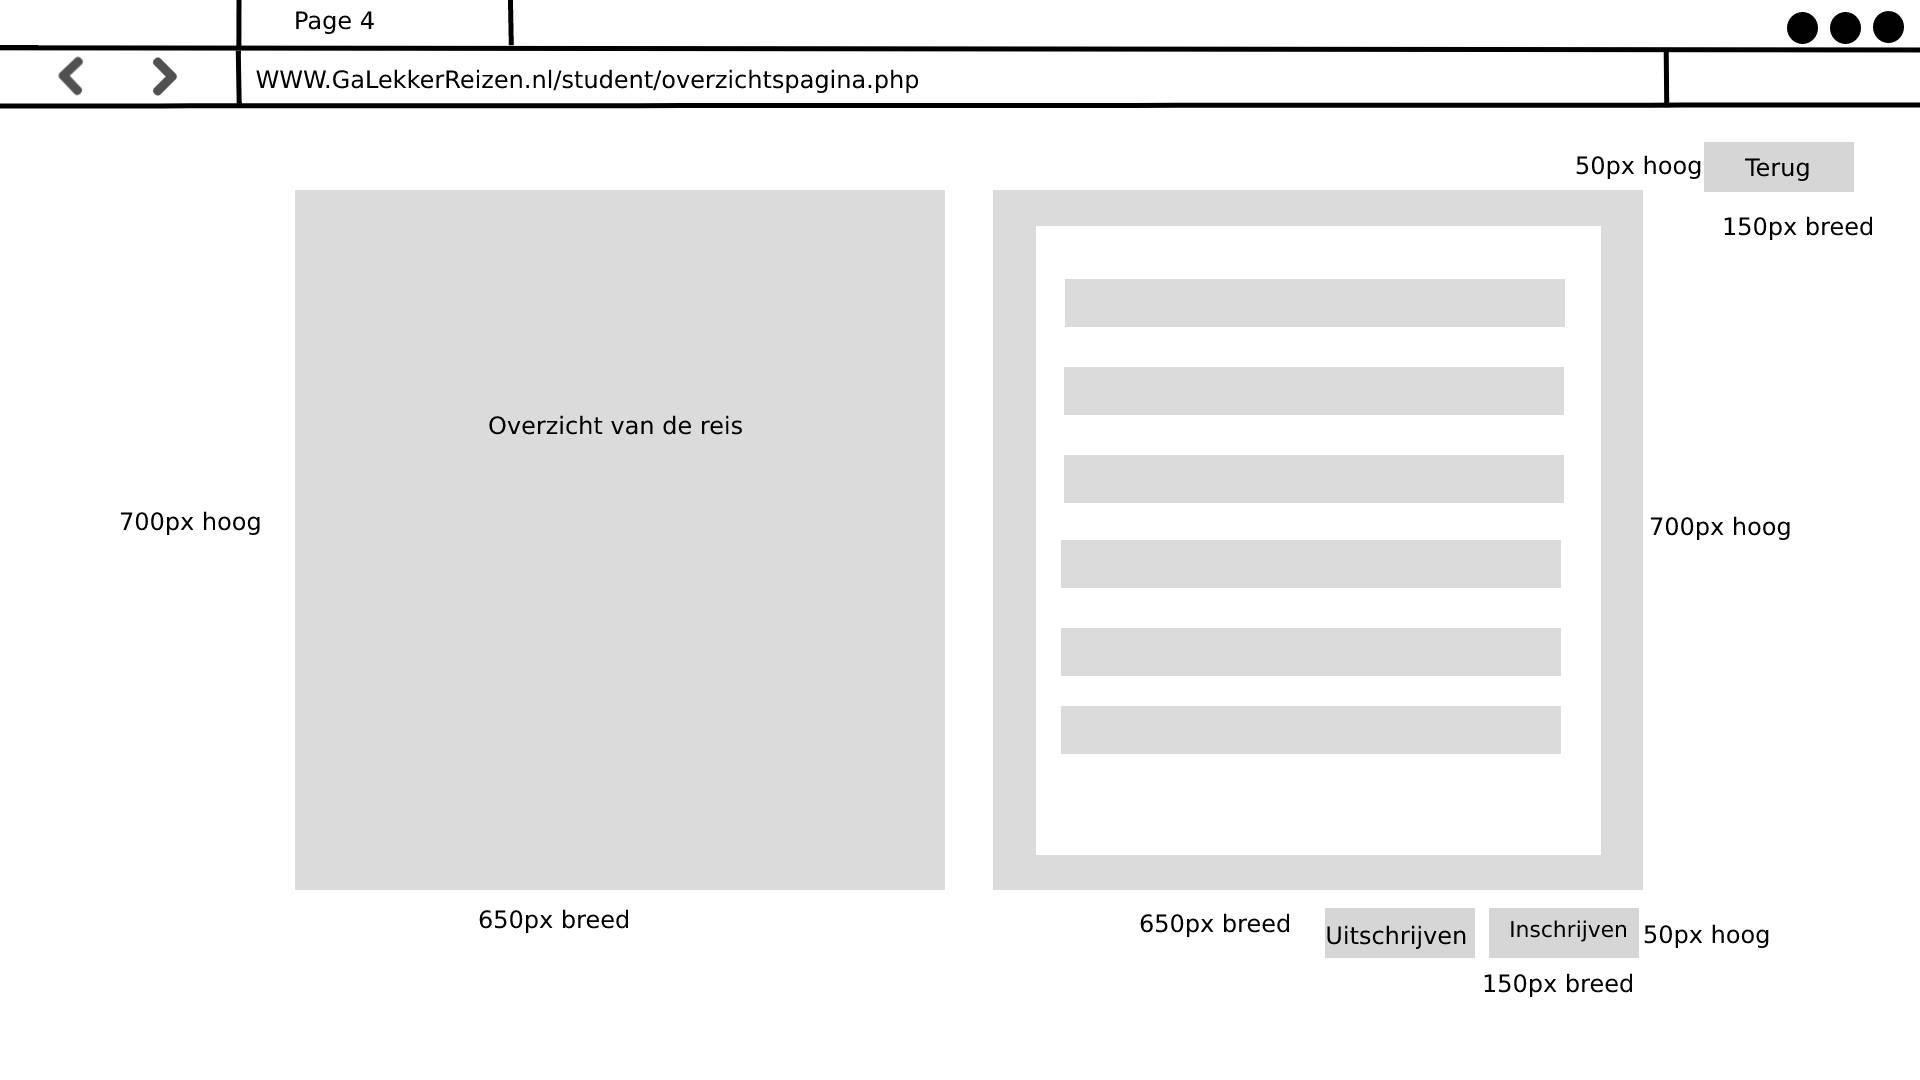 Page 4
WWW.GaLekkerReizen.nl/student/overzichtspagina.php
50px hoog
Terug
150px breed
Overzicht van de reis
700px hoog
700px hoog
650px breed
650px breed
Uitschrijven
Inschrijven
50px hoog
150px breed